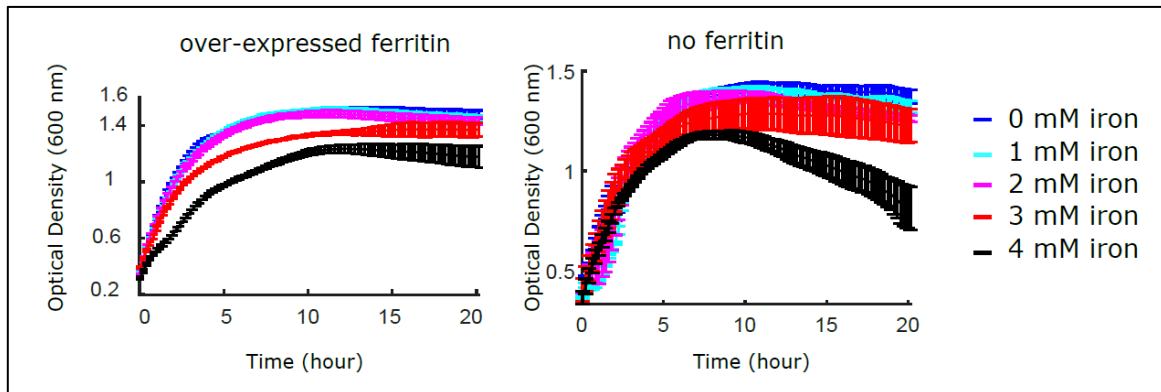 over-expressed ferritin
no ferritin
Optical Density (600 nm)
1.6
1.4
1
0.6
0.2
0
5
10
15
20
Time (hour)
Optical Density (600 nm)
1.5
1
0.5
0
5
10
15
20
Time (hour)
0 mM iron
1 mM iron
2 mM iron
3 mM iron
4 mM iron